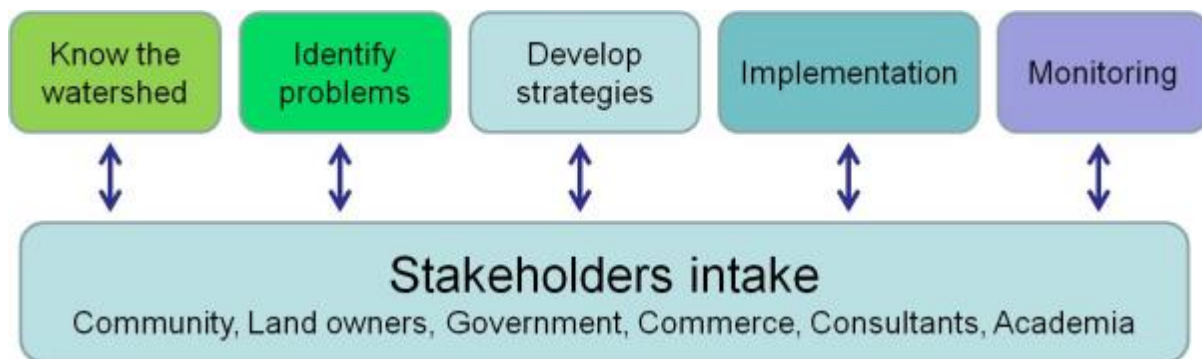 Know the
watershed
Identify
problems
Develop
strategies
Implementation
Monitoring
Stakeholders intake
Community, Land owners, Government, Commerce, Consultants, Academia